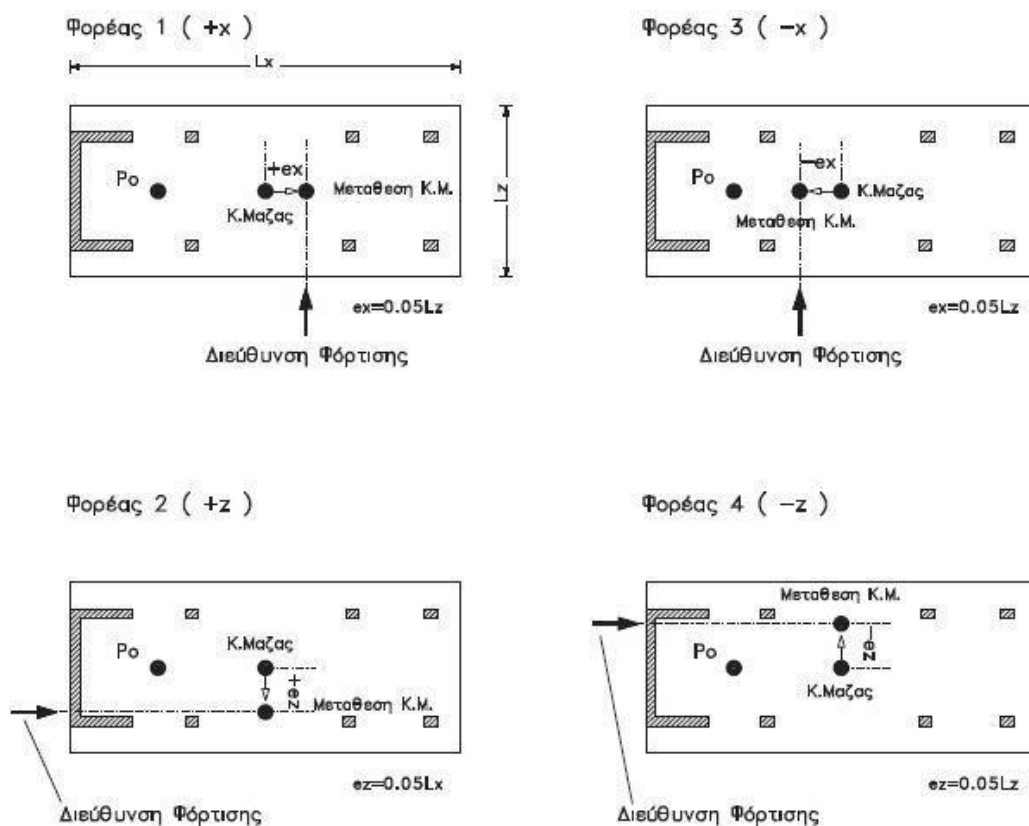 Φορέας 1 ( +x )
Lx
Lz
Po
+ex
Κ.Μαζας
Μεταθεση Κ.Μ.
ex=0.05Lz
Διεύθυνση Φόρτισης
Φορέας 3 ( −x )
Po
−ex
Κ.Μαζας
Μεταθεση Κ.Μ.
ex=0.05Lz
Διεύθυνση Φόρτισης
Φορέας 2 ( +z )
Po
Κ.Μαζας
+ez
Μεταθεση Κ.Μ.
ez=0.05Lx
Διεύθυνση Φόρτισης
Φορέας 4 ( −z )
Μεταθεση Κ.Μ.
Po
−ez
Κ.Μαζας
ez=0.05Lz
Διεύθυνση Φόρτισης